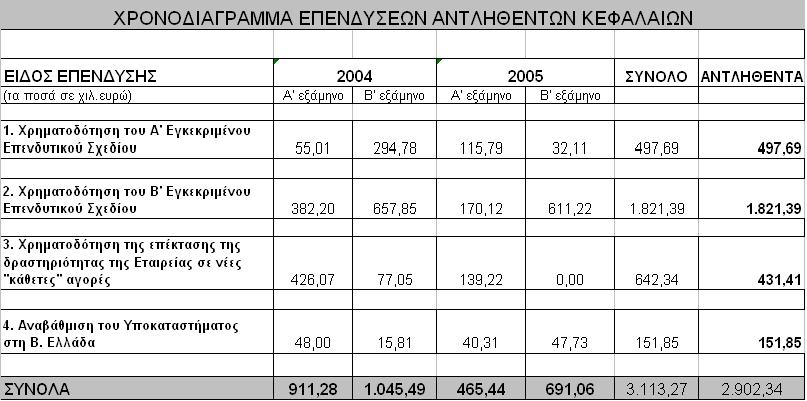 ΧΡΟΝΟΔΙΑΓΡΑΜΜΑ ΕΠΕΝΔΥΣΕΩΝ ΑΝΤΛΗΘΕΝΤΩΝ ΚΕΦΑΛΑΙΩΝ
ΕΙΔΟΣ ΕΠΕΝΔΥΣΗΣ 2004 2005 ΣΥΝΟΛΟ ΑΝΤΛΗΘΕΝΤΑ
(τα ποσά σε χιλ.ευρώ) Α' εξάμηνο Β' εξάμηνο Α' εξάμηνο Β' εξάμηνο
1. Χρηματοδότηση του Α' Εγκεκριμένου
Επενδυτικού Σχεδίου 55,01 294,78 115,79 32,11 497,69 497,69
2. Χρηματοδότηση του Β' Εγκεκριμένου
Επενδυτικού Σχεδίου 382,20 657,85 170,12 611,22 1.821,39 1.821,39
3. Χρηματοδότηση της επέκτασης της
δραστηριότητας της Εταιρείας σε νέες
"κάθετες" αγορές 426,07 77,05 139,22 0,00 642,34 431,41
4. Αναβάθμιση του Υποκαταστήματος
στη Β. Ελλάδα 48,00 15,81 40,31 47,73 151,85 151,85
ΣΥΝΟΛΑ 911,28 1.045,49 465,44 691,06 3.113,27 2.902,34